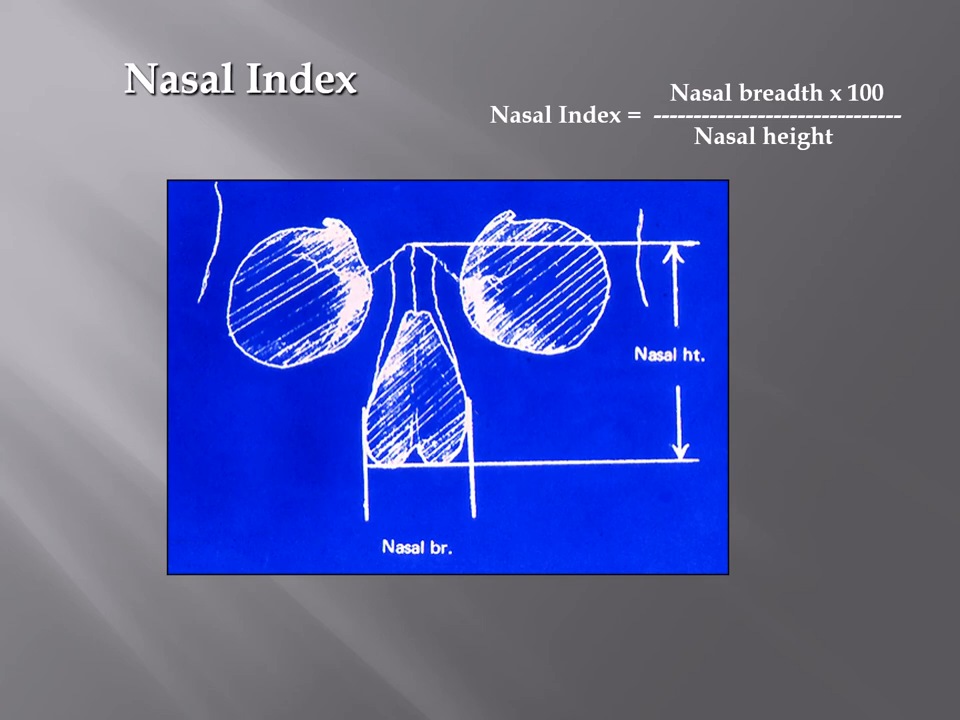 Nasal Index
Nasal breadth x 100
Nasal Index = -------------------------------
Nasal height
Nasal ht.
Nasal br.